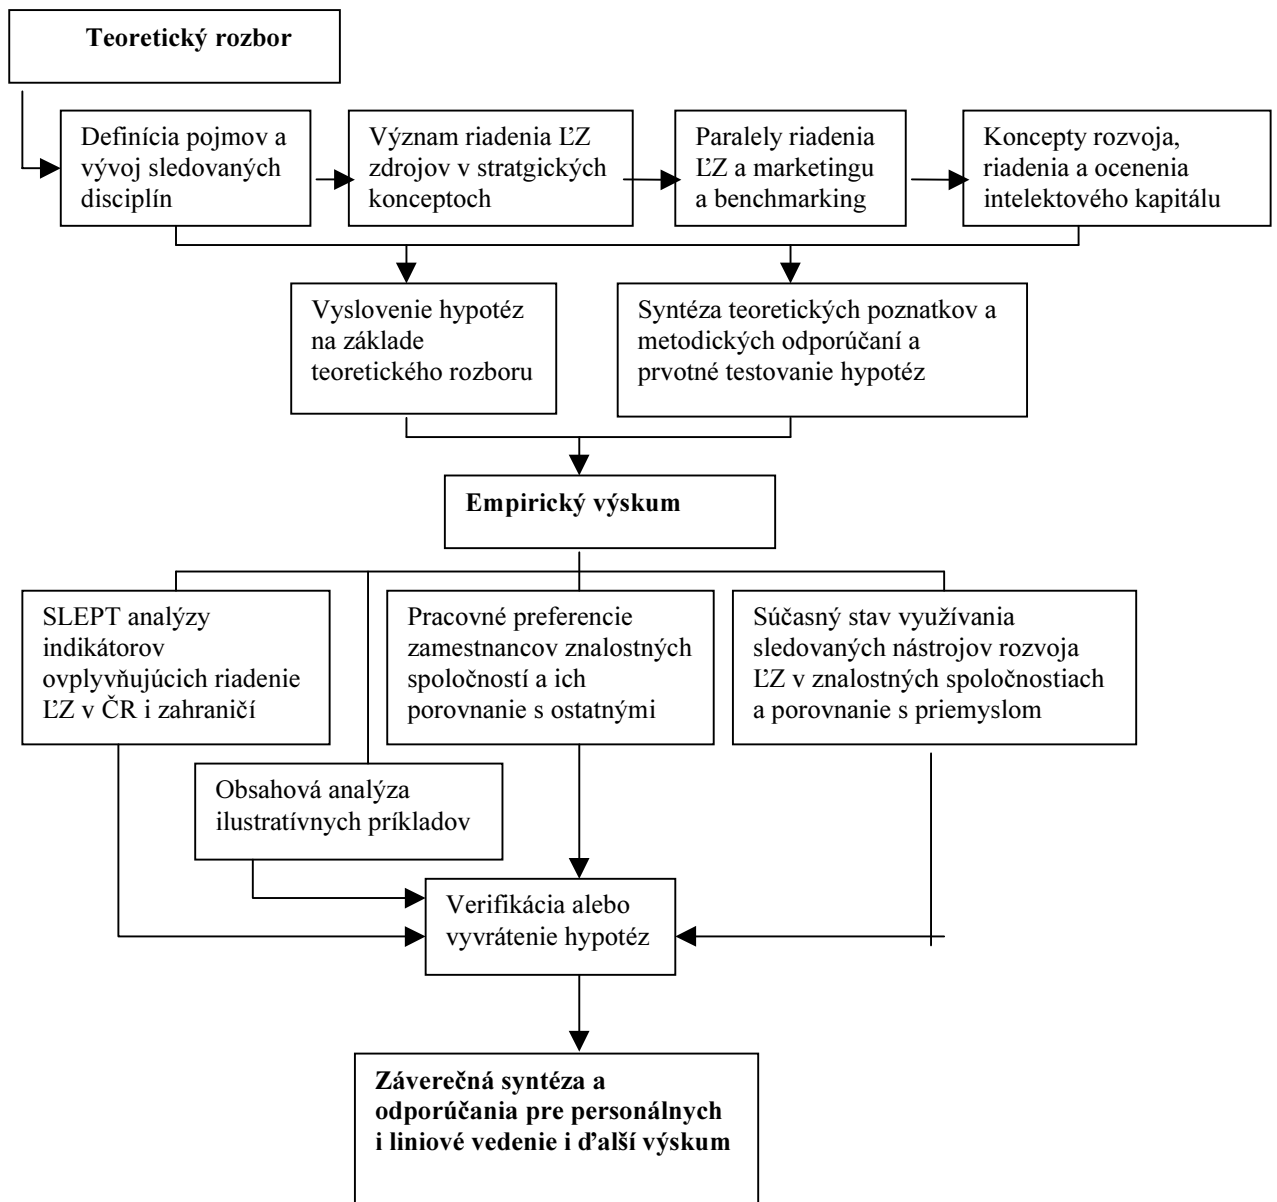 Teoretický rozbor
Definícia pojmov a
vývoj sledovaných
disciplín
Význam riadenia ĽZ
zdrojov v stratgických
konceptoch
Paralely riadenia
ĽZ a marketingu
a benchmarking
Koncepty rozvoja,
riadenia a ocenenia
intelektového kapitálu
Vyslovenie hypotéz
na základe
teoretického rozboru
Syntéza teoretických poznatkov a
metodických odporúčaní a
prvotné testovanie hypotéz
Empirický výskum
SLEPT analýzy
indikátorov
ovplyvňujúcich riadenie
ĽZ v ČR i zahraničí
Pracovné preferencie
zamestnancov znalostných
spoločností a ich
porovnanie s ostatnými
Súčasný stav využívania
sledovaných nástrojov rozvoja
ĽZ v znalostných spoločnostiach
a porovnanie s priemyslom
Obsahová analýza
ilustratívnych príkladov
Verifikácia alebo
vyvrátenie hypotéz
Záverečná syntéza a
odporúčania pre personálnych
i liniové vedenie i ďalší výskum